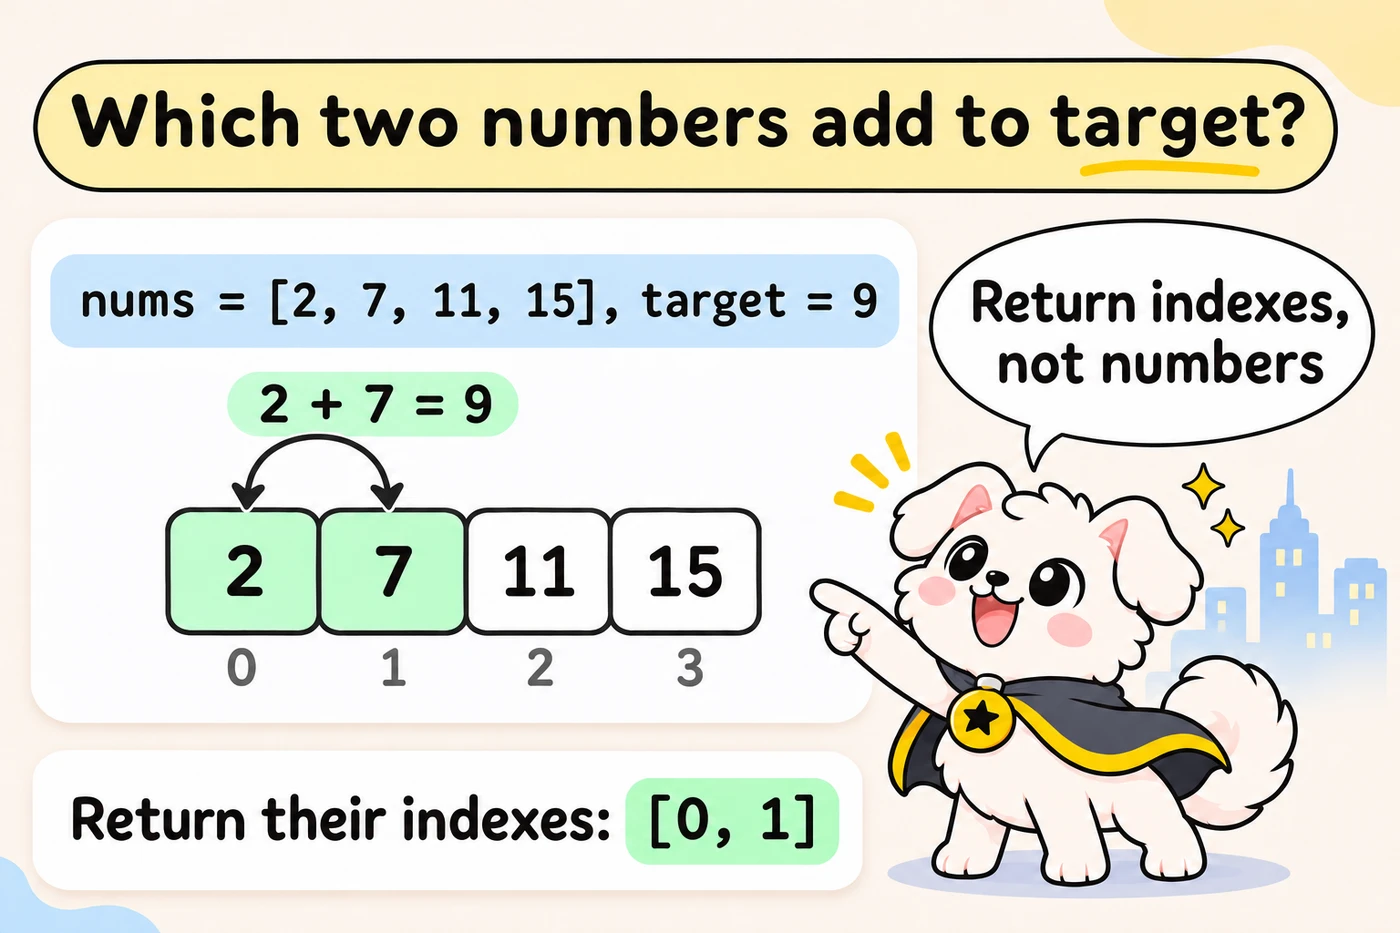 Which two numbers add to target?
nums = [2, 7, 11, 15], target = 9
Return indexes,
not numbers
2 + 7 = 9
2 7 11 15
0 1 2 3
Return their indexes: [0, 1]